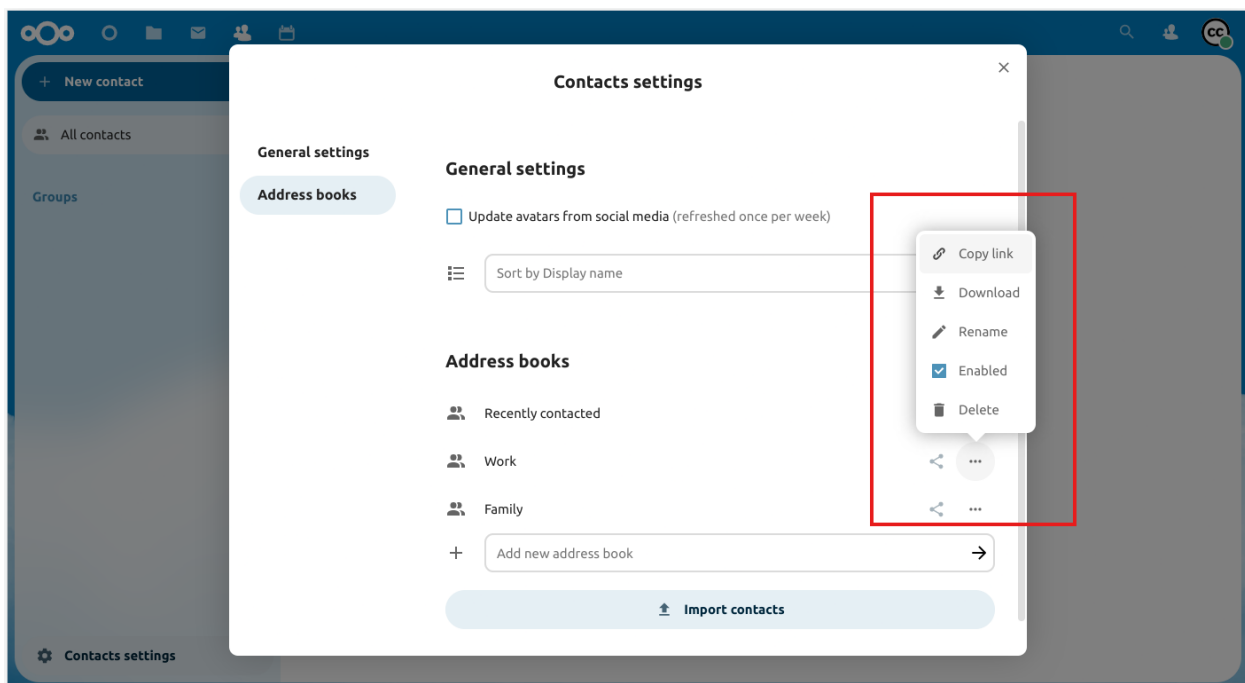 CC
New contact
All contacts
Groups
Contacts settings
Contacts settings
General settings
Address books
General settings
Update avatars from social media (refreshed once per week)
Sort by Display name
Address books
Recently contacted
Work
Family
Add new address book
Import contacts
Copy link
Download
Rename
Enabled
Delete